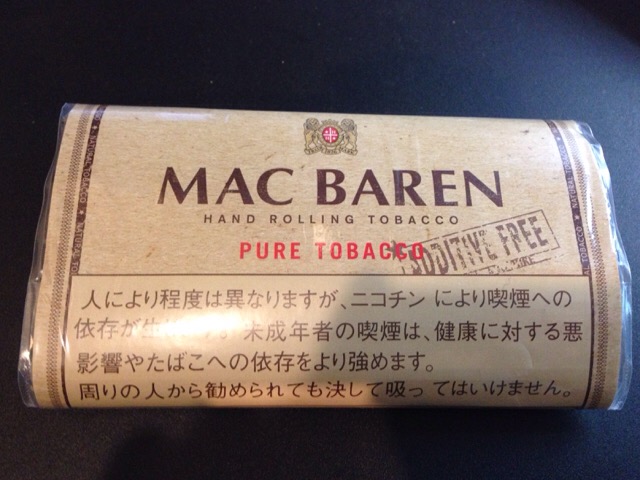 MAC BAREN
HAND ROLLING TOBACCO
PURE TOBACCO
ADDITIVE FREE
人により程度は異なりますが、ニコチンにより喫煙への
依存が生じます。未成年者の喫煙は、健康に対する悪
影響やたばこへの依存をより強めます。
周りの人から勧められても決して吸ってはいけません。